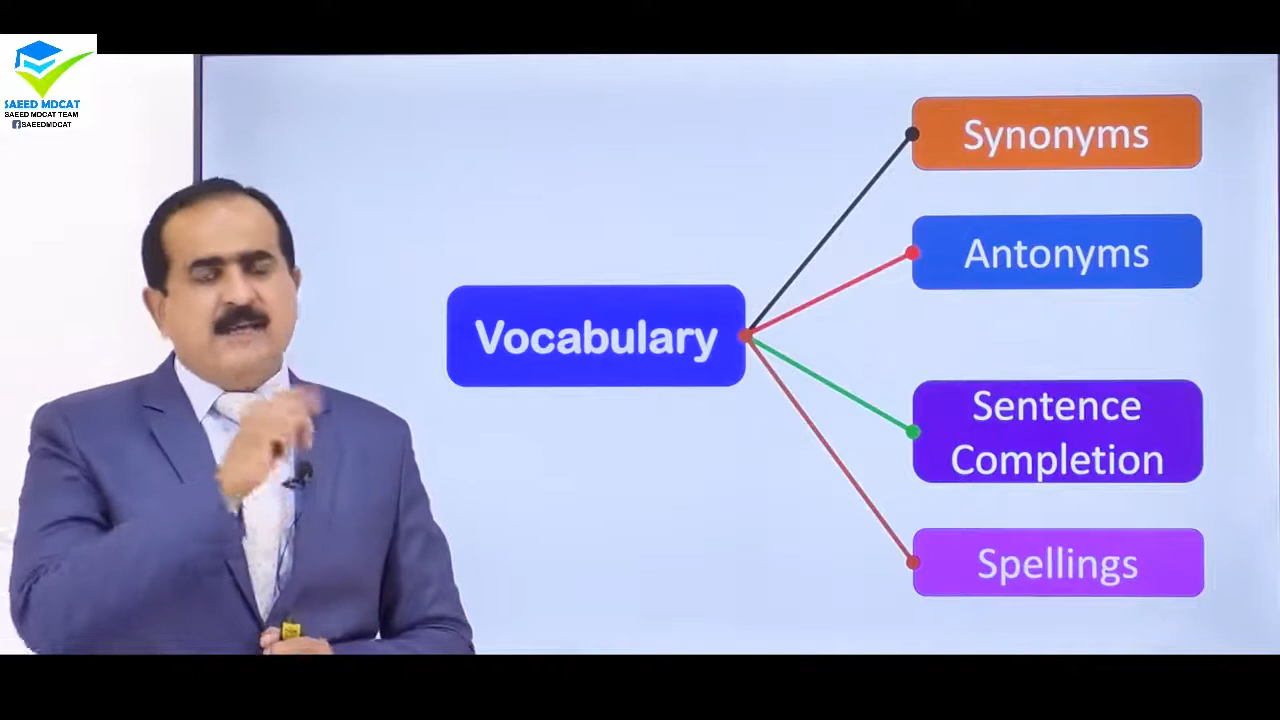 SAEED MDCAT
SAEED MDCAT TEAM
SAEEDMDCAT
Vocabulary
Synonyms
Antonyms
Sentence
Completion
Spellings